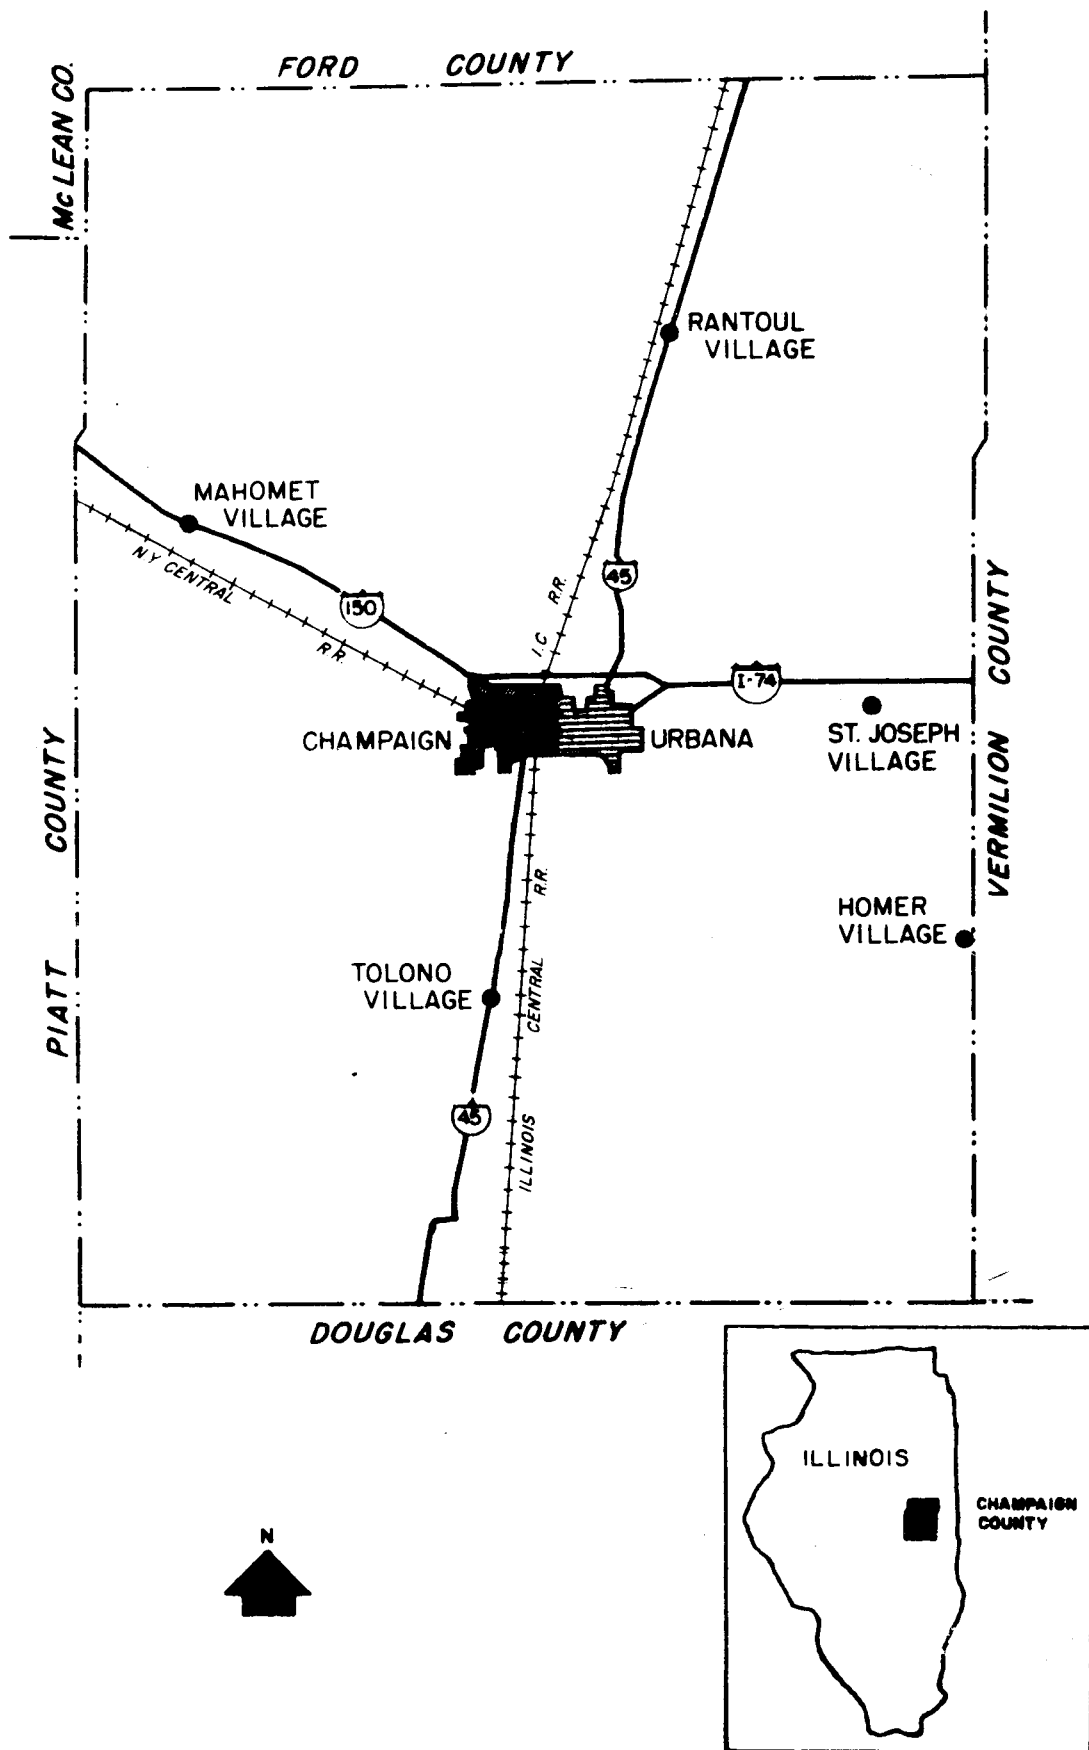 FORD COUNTY
McLEAN CO.
RANTOUL
VILLAGE
MAHOMET
VILLAGE
NY CENTRAL
R.R.
150
I.C R.R.
45
I-74
CHAMPAIGN
URBANA
ST. JOSEPH
VILLAGE
PIATT COUNTY
VERMILION COUNTY
HOMER
VILLAGE
TOLONO
VILLAGE
ILLINOIS CENTRAL R.R.
45
DOUGLAS COUNTY
ILLINOIS
CHAMPAIGN
COUNTY
N